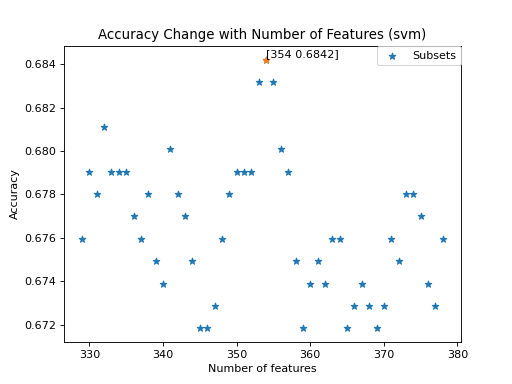 Accuracy Change with Number of Features (svm)
[354 0.6842]
Subsets
0.684
0.682
0.680
0.678
0.676
0.674
0.672
Accuracy
330 340 350 360 370 380
Number of features